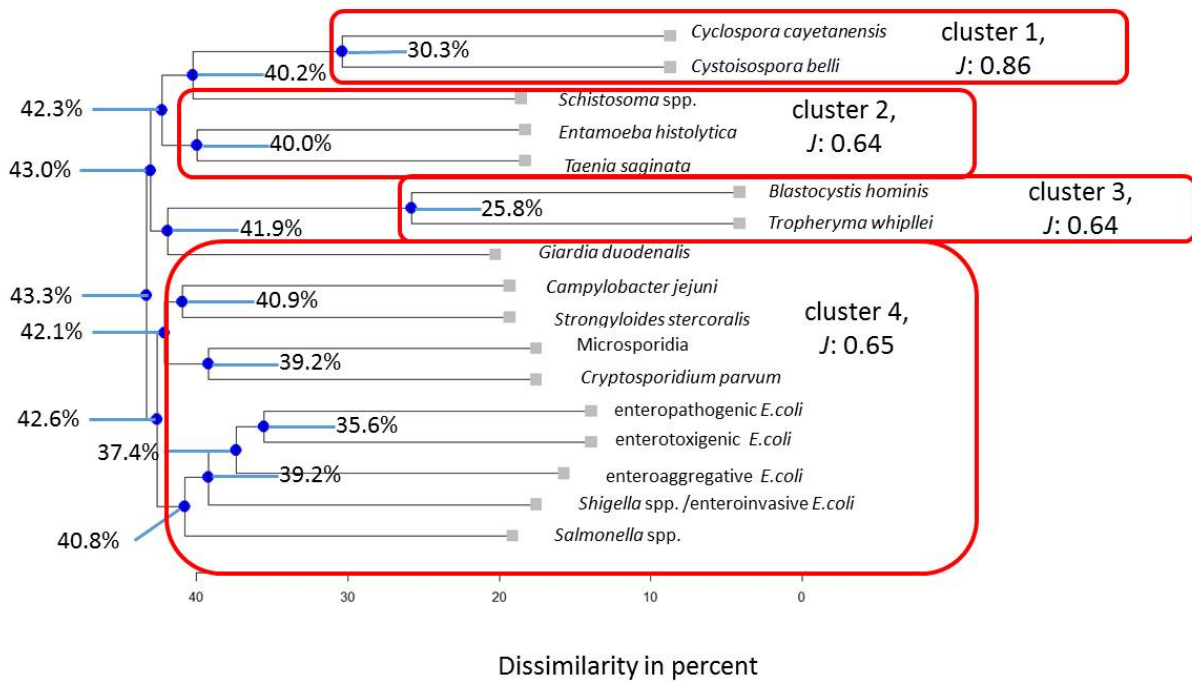 Cyclospora cayetanensis
cluster 1,
30.3%
J: 0.86
Cystoisospora belli
40.2%
42.3%
Schistosoma spp.
cluster 2,
Entamoeba histolytica
40.0%
J: 0.64
Taenia saginata
43.0%
Blastocystis hominis
cluster 3,
25.8%
J: 0.64
Tropheryma whipllei
41.9%
Giardia duodenalis
Campylobacter jejuni
43.3%
40.9%
cluster 4,
Strongyloides stercoralis
42.1%
J: 0.65
Microsporidia
39.2%
Cryptosporidium parvum
enteropathogenic E.coli
42.6%
35.6%
enterotoxigenic E.coli
37.4%
39.2%
enteroaggregative E.coli
Shigella spp. /enteroinvasive E.coli
40.8%
Salmonella spp.
40 30 20 10 0
Dissimilarity in percent